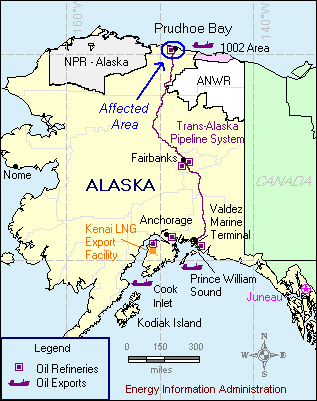 160°W
140°W
Prudhoe Bay
1002 Area
NPR - Alaska
ANWR
Affected
Area
Trans-Alaska
Pipeline System
Fairbanks
Nome
ALASKA
CANADA
Valdez
Marine
Terminal
Anchorage
Kenai LNG
Export
Facility
Prince William
Sound
Juneau
Cook
Inlet
Kodiak Island
Legend
Oil Refineries
Oil Exports
0 150 300
miles
N
W E
S
Energy Information Administration